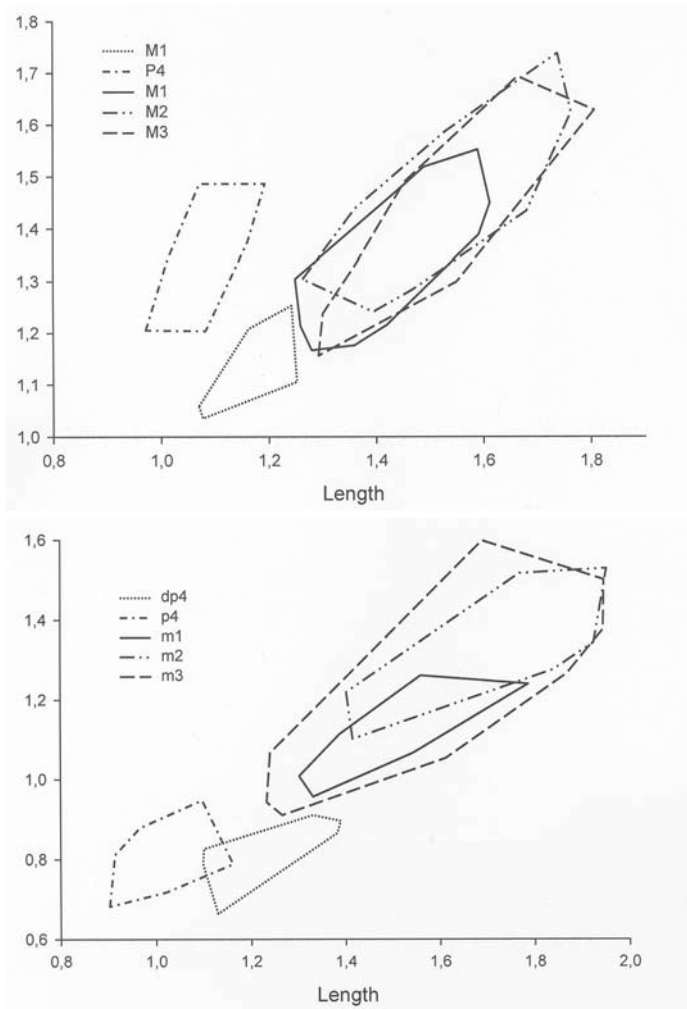 1,8
1,7
1,6
1,5
1,4
1,3
1,2
1,1
1,0
M1
P4
M1
M2
M3
0,8 1,0 1,2 1,4 1,6 1,8
Length
1,6
1,4
1,2
1,0
0,8
0,6
dp4
p4
m1
m2
m3
0,8 1,0 1,2 1,4 1,6 1,8 2,0
Length